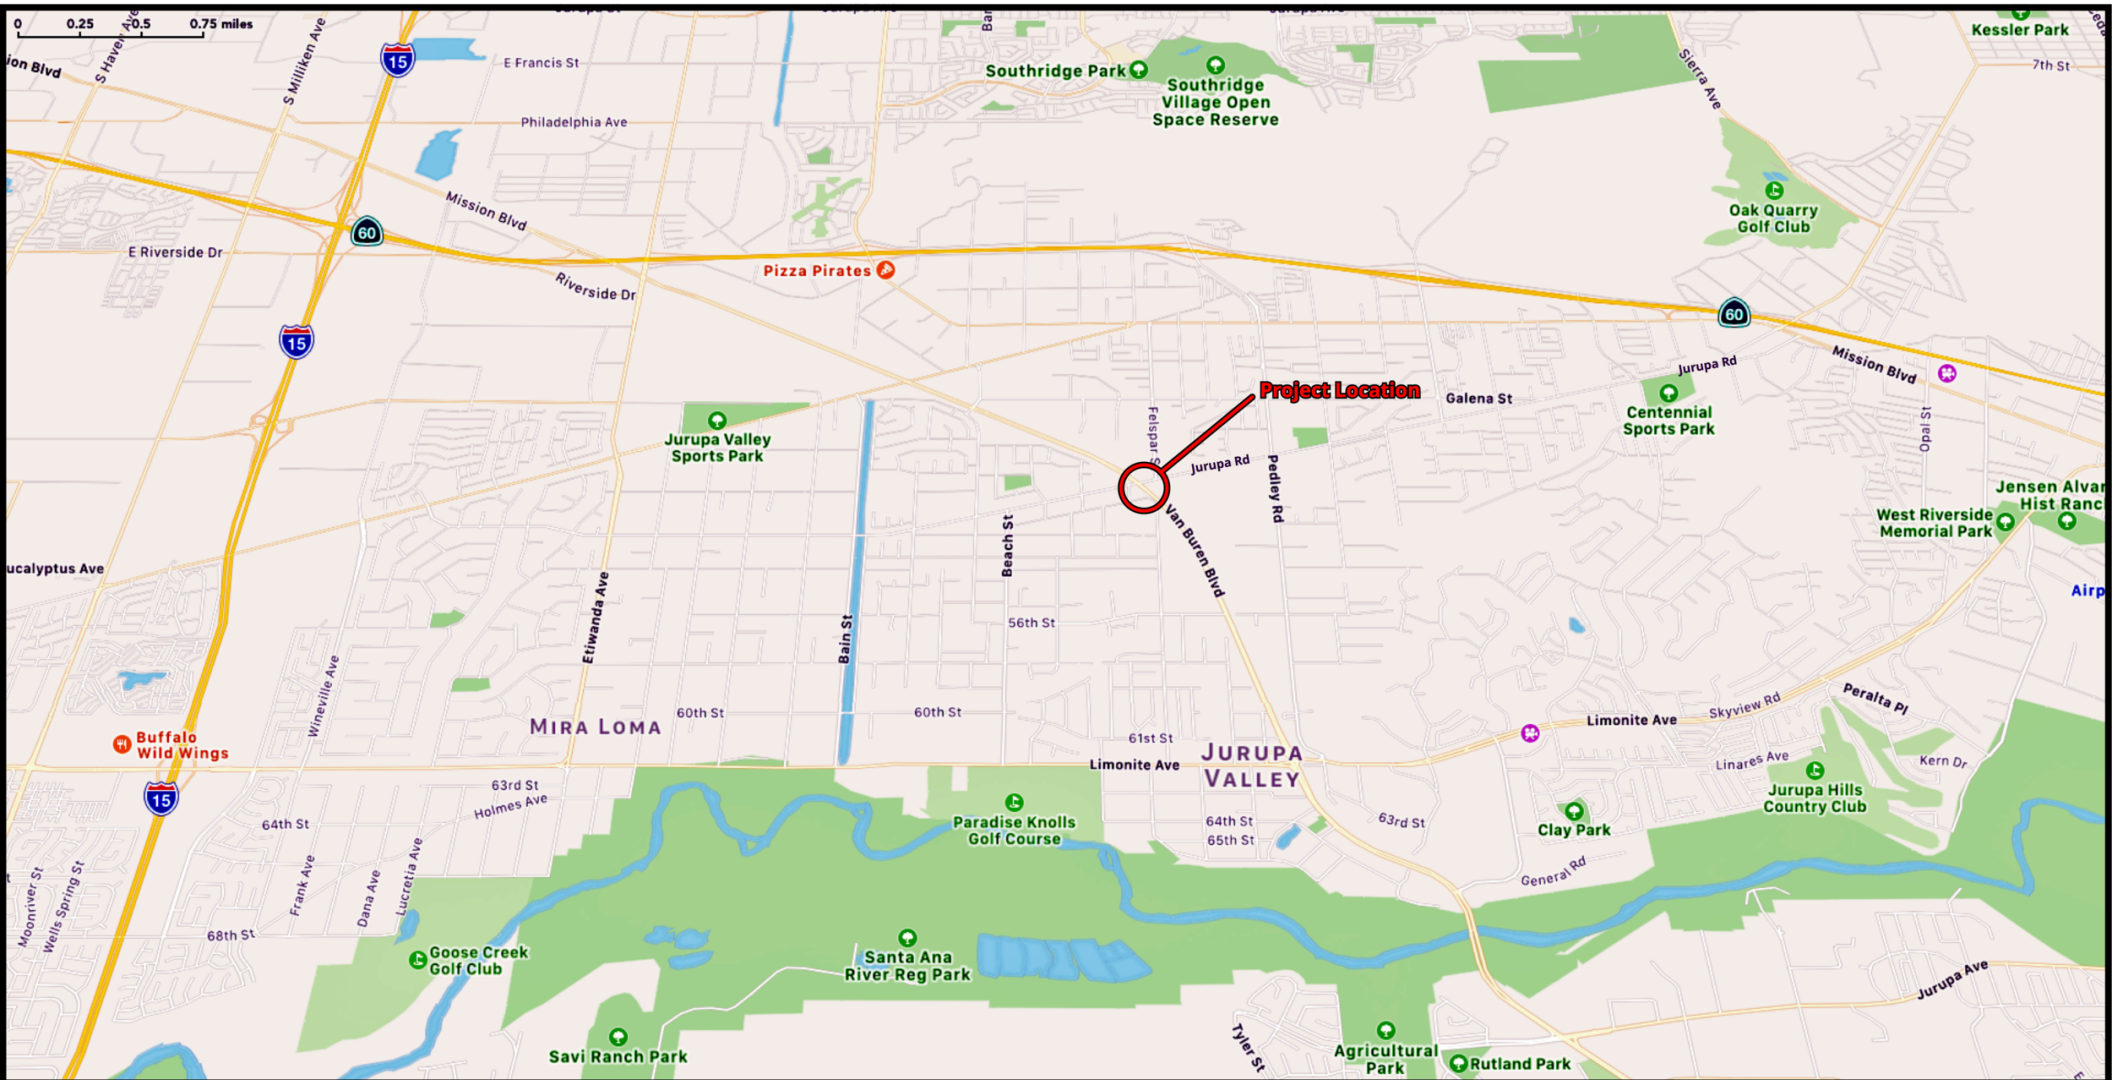 0 0.25 0.5 0.75 miles
S Haven Ave
S Milliken Ave
15
E Francis St
Southridge Park
Southridge
Village Open
Space Reserve
Sierra Ave
Kessler Park
7th St
ion Blvd
Philadelphia Ave
Mission Blvd
60
E Riverside Dr
Riverside Dr
Pizza Pirates
Oak Quarry
Golf Club
15
60
Mission Blvd
Jurupa Rd
Project Location
Galena St
Centennial
Sports Park
Opal St
Jurupa Valley
Sports Park
Felspar S
Jurupa Rd
Pedley Rd
Jensen Alvar
Hist Ranc
West Riverside
Memorial Park
Van Buren Blvd
Beach St
ucalyptus Ave
Airp
Etiwanda Ave
Bain St
56th St
Wineville Ave
60th St
60th St
MIRA LOMA
Peralta Pl
Skyview Rd
Limonite Ave
Buffalo
Wild Wings
61st St
JURUPA
VALLEY
Limonite Ave
Linares Ave
Kern Dr
15
63rd St
Holmes Ave
Jurupa Hills
Country Club
64th St
Paradise Knolls
Golf Course
64th St
65th St
63rd St
Clay Park
General Rd
Moonriver St
Wells Spring St
Frank Ave
Dana Ave
Lucretia Ave
68th St
Goose Creek
Golf Club
Santa Ana
River Reg Park
Jurupa Ave
Savi Ranch Park
Tyler St
Agricultural
Park
Rutland Park